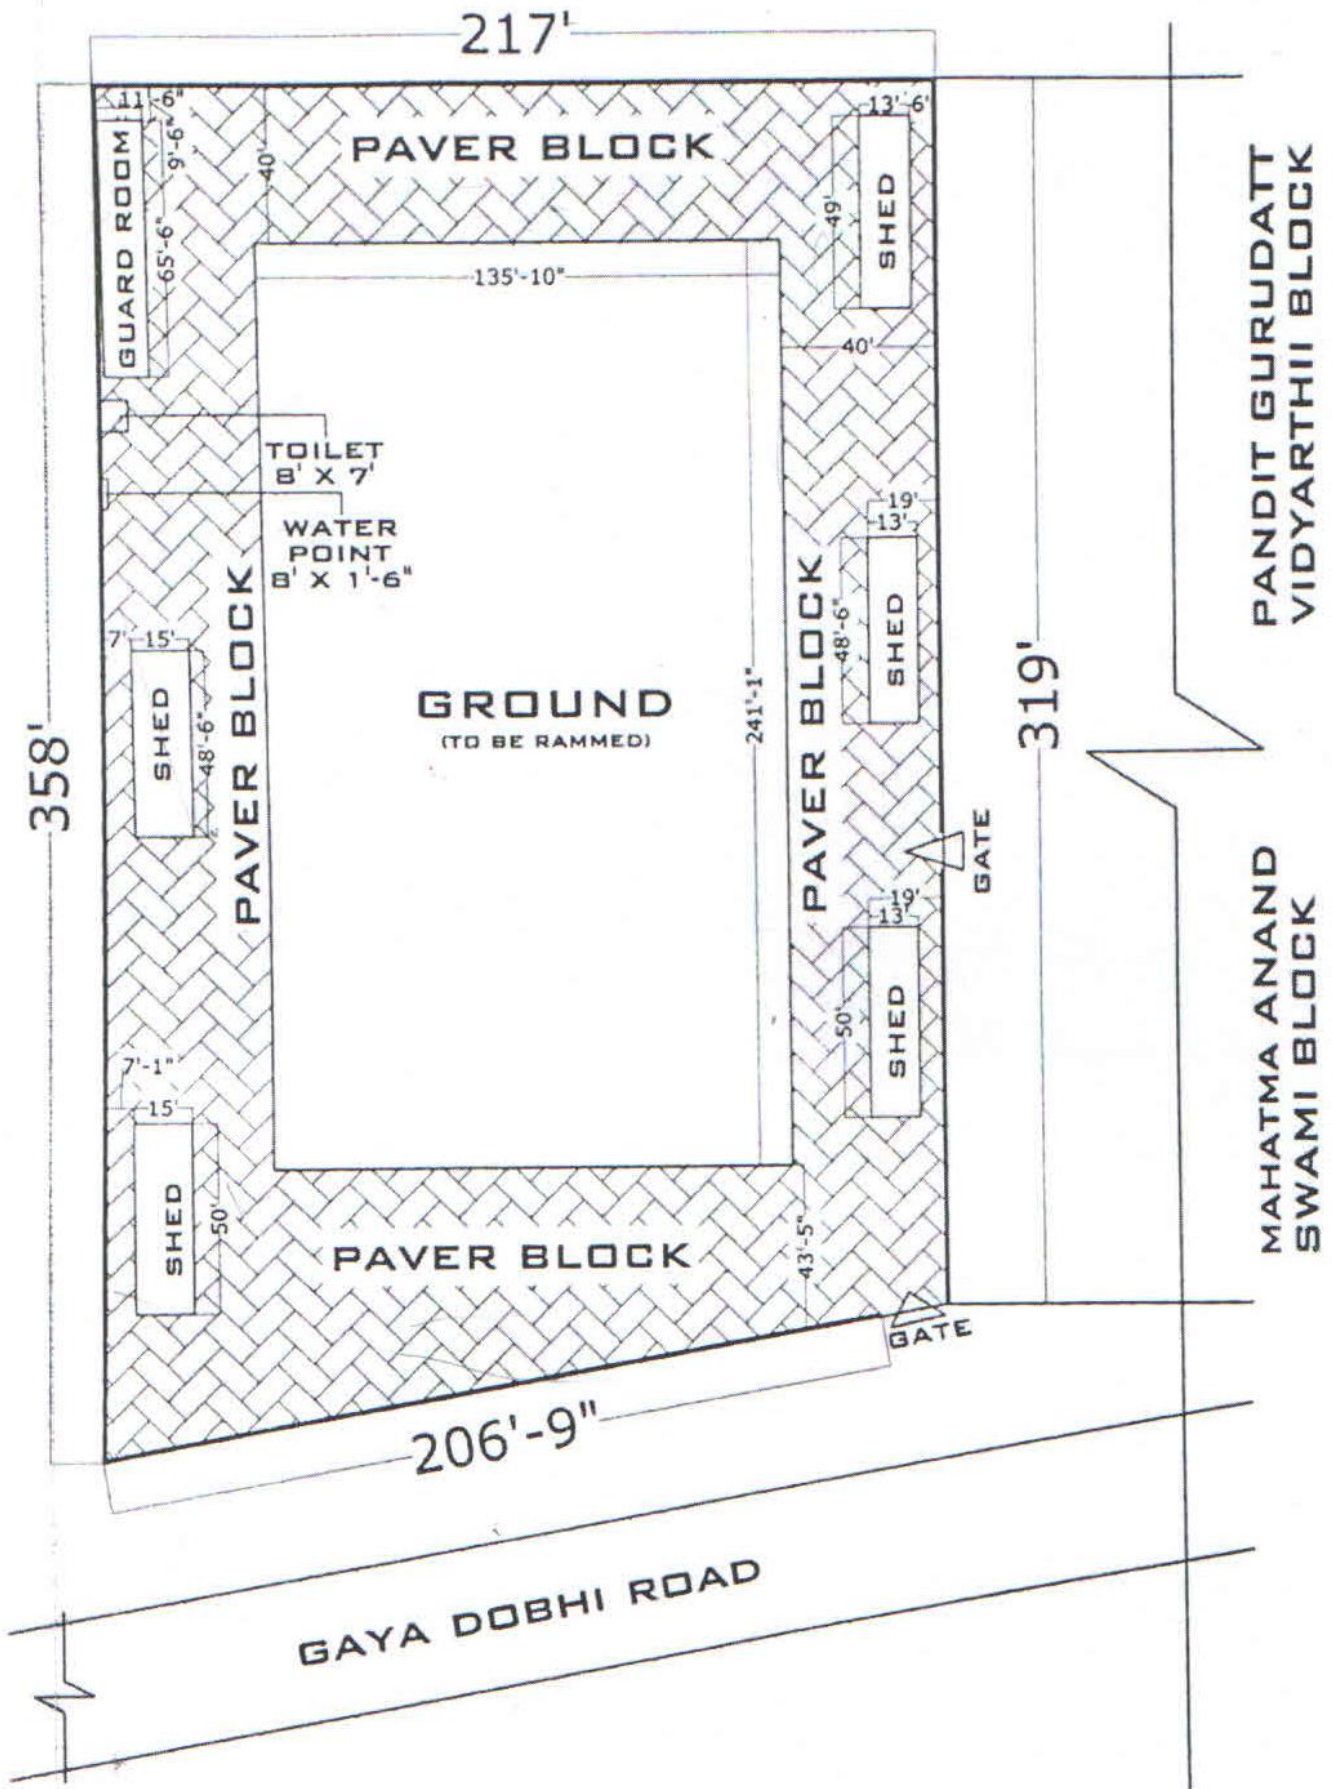 217'
11'-6"
13'-6'
PAVER BLOCK
40'
9'-6"
GUARD ROOM
65'-6"
49'
SHED
135'-10"
40'
TOILET
8' X 7'
WATER
POINT
8' X 1'-6"
19'
13'
48'-6"
SHED
PAVER BLOCK
PAVER BLOCK
7'
15'
SHED
48'-6"
GROUND
(TO BE RAMMED)
241'-1"
358'
319'
GATE
19'
13'
50'
SHED
7'-1"
15'
SHED
50'
PAVER BLOCK
43'-5"
GATE
206'-9"
GAYA DOBHI ROAD
PANDIT GURUDATT
VIDYARTHII BLOCK
MAHATMA ANAND
SWAMI BLOCK